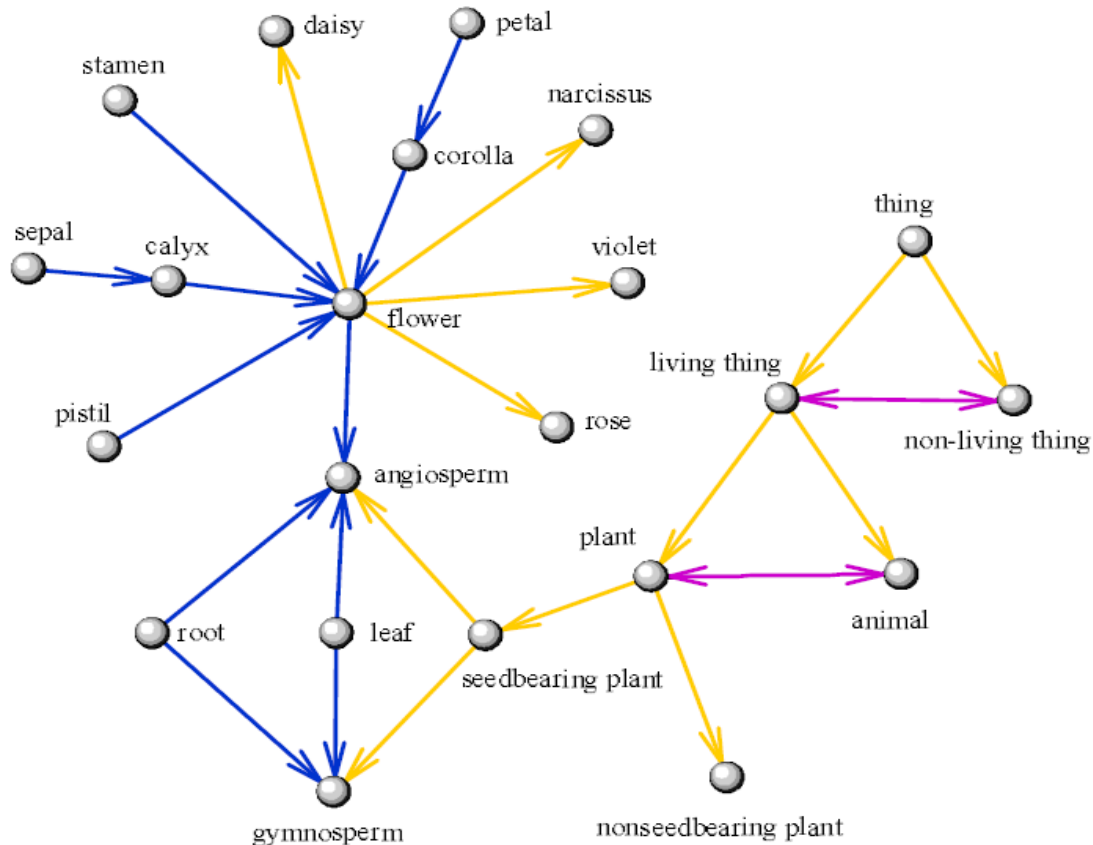 daisy
petal
stamen
narcissus
corolla
thing
sepal
calyx
violet
flower
living thing
pistil
rose
non-living thing
angiosperm
plant
root
leaf
animal
seedbearing plant
gymnosperm
nonseedbearing plant